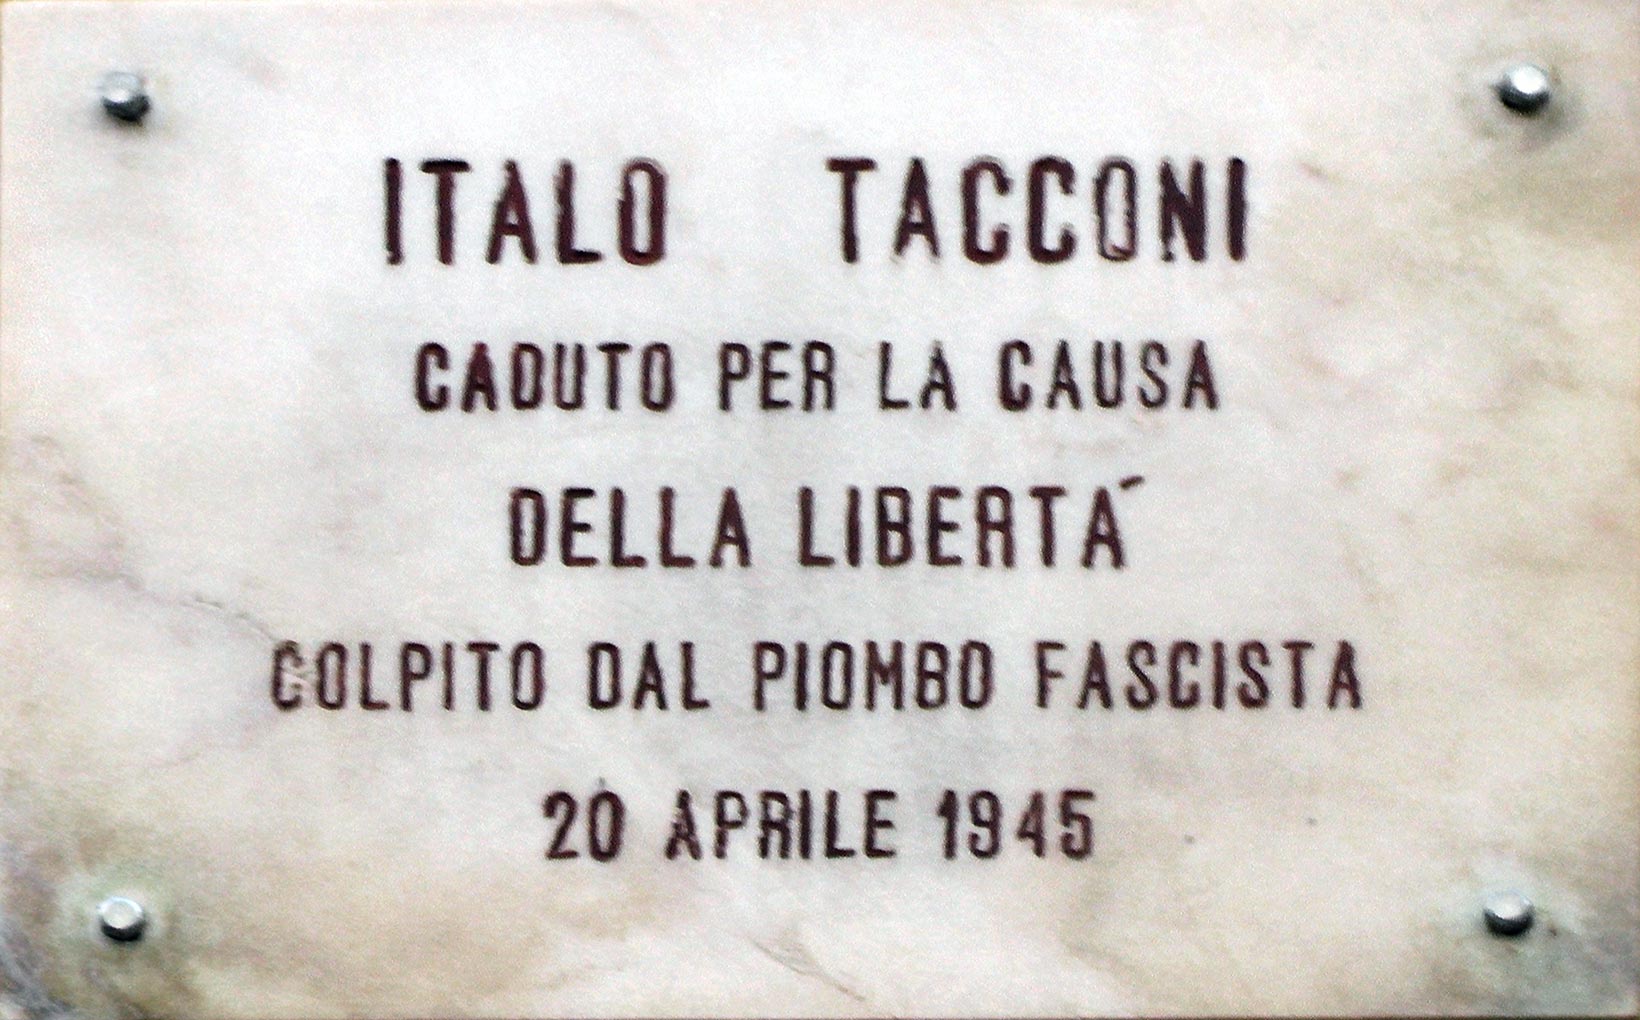 ITALO TACCONI
CADUTO PER LA CAUSA
DELLA LIBERTÁ
COLPITO DAL PIOMBO FASCISTA
20 APRILE 1945